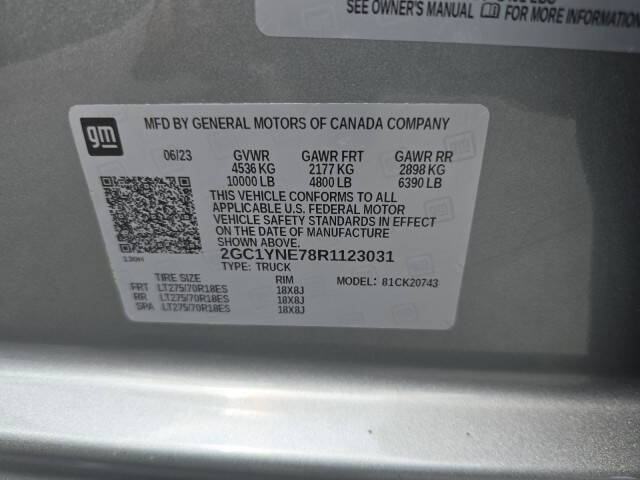 SEE OWNER'S MANUAL FOR MORE INFORMATION
gm
MFD BY GENERAL MOTORS OF CANADA COMPANY
06/23 GVWR GAWR FRT GAWR RR
4536 KG 2177 KG 2898 KG
10000 LB 4800 LB 6390 LB
THIS VEHICLE CONFORMS TO ALL
APPLICABLE U.S. FEDERAL MOTOR
VEHICLE SAFETY STANDARDS IN EFFECT
ON THE DATE OF MANUFACTURE
SHOWN ABOVE.
2GC1YNE78R1123031
TYPE: TRUCK
MODEL: 81CK20743
TIRE SIZE RIM
FRT LT275/70R18ES 18X8J
RR LT275/70R18ES 18X8J
SPA LT275/70R18ES 18X8J